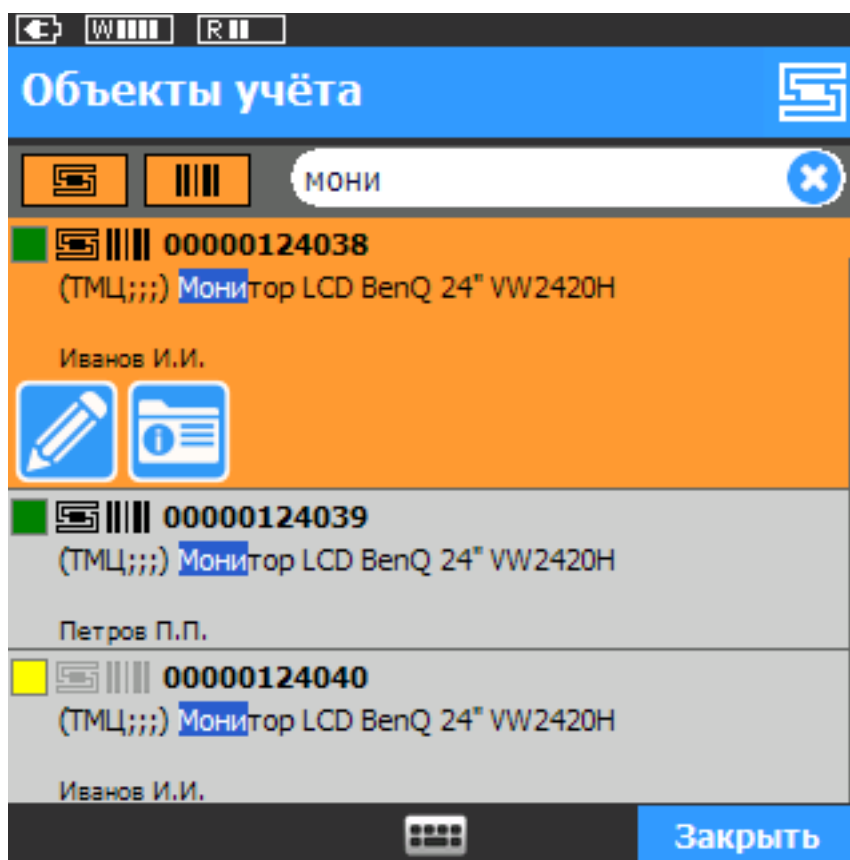 W R
Объекты учёта
мони
00000124038
(ТМЦ;;;) Монитор LCD BenQ 24" VW2420H
Иванов И.И.
00000124039
(ТМЦ;;;) Монитор LCD BenQ 24" VW2420H
Петров П.П.
00000124040
(ТМЦ;;;) Монитор LCD BenQ 24" VW2420H
Иванов И.И.
Закрыть